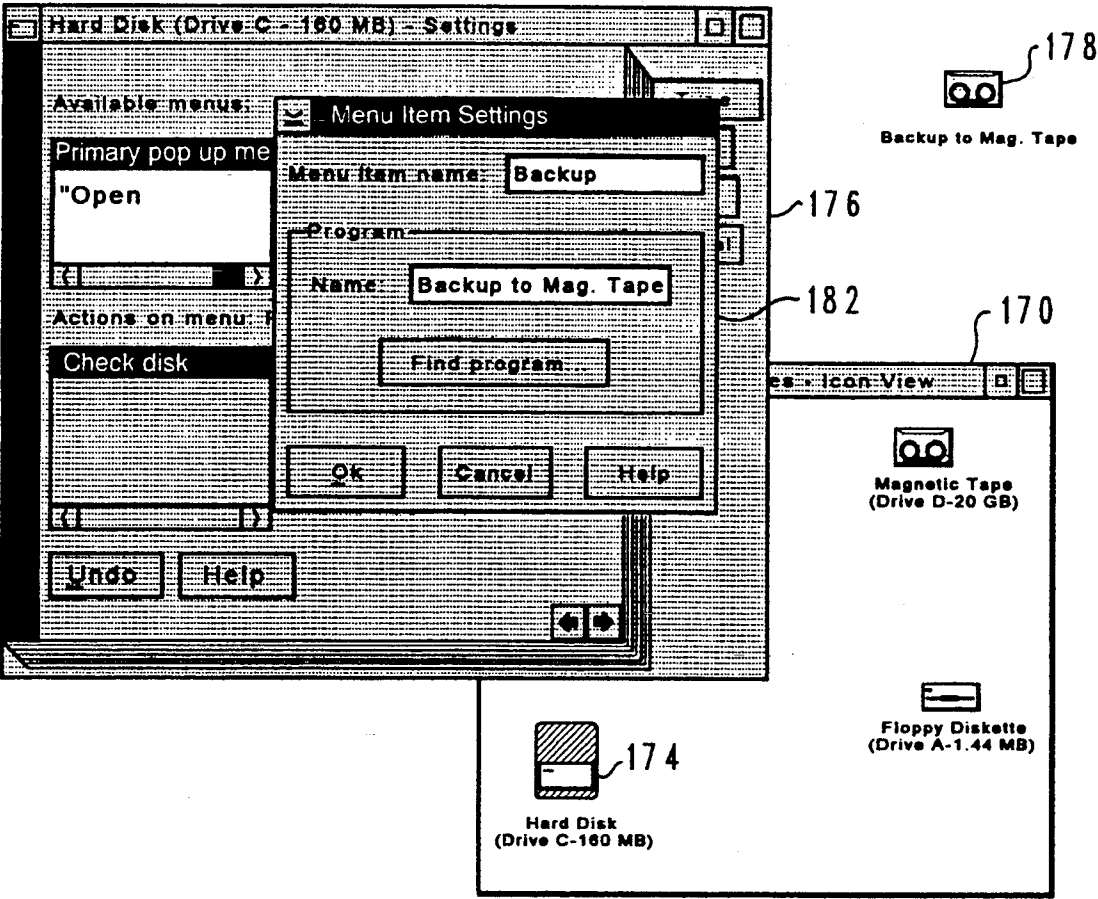 Hard Disk (Drive C - 160 MB) - Settings
Available menus:
Primary pop up me
"Open
Actions on menu:
Check disk
Undo
Help
Menu Item Settings
Menu item name:
Backup
Program
Name:
Backup to Mag. Tape
Find program...
Ok
Cancel
Help
178
Backup to Mag. Tape
176
182
170
es - Icon View
Magnetic Tape
(Drive D-20 GB)
Floppy Diskette
(Drive A-1.44 MB)
174
Hard Disk
(Drive C-160 MB)